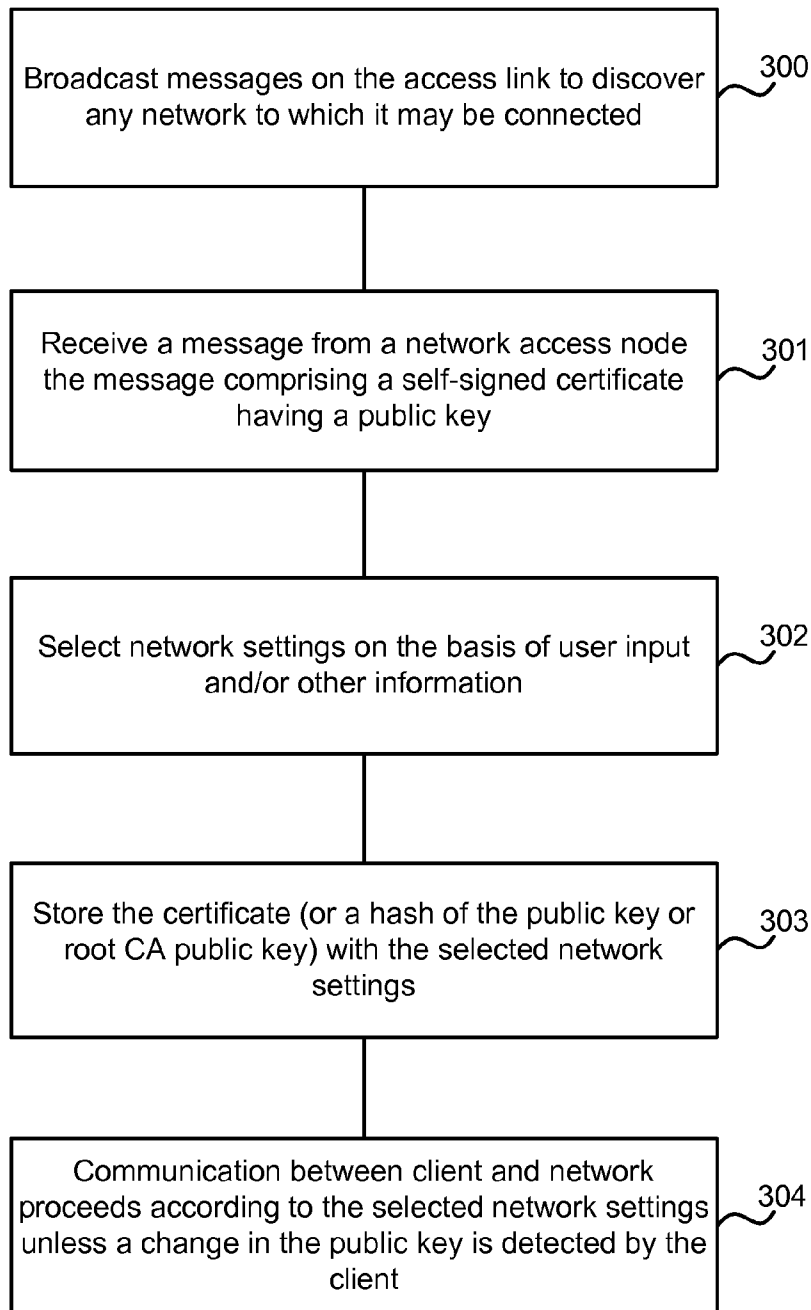 Broadcast messages on the access link to discover
any network to which it may be connected
300
Receive a message from a network access node
the message comprising a self-signed certificate
having a public key
301
Select network settings on the basis of user input
and/or other information
302
Store the certificate (or a hash of the public key or
root CA public key) with the selected network
settings
303
Communication between client and network
proceeds according to the selected network settings
unless a change in the public key is detected by the
client
304